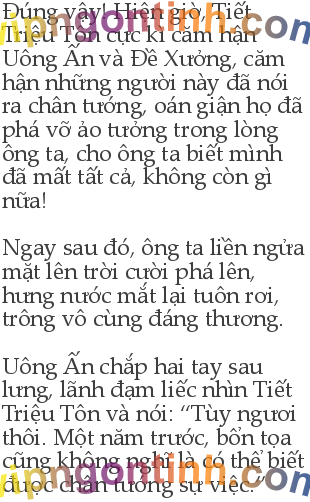 Đúng vậy! Hiện giờ, Tiết
Triệu Tôn cực kì căm hận
Uông Ấn và Đề Xưởng, căm
hận những người này đã nói
ra chân tướng, oán giận họ đã
phá vỡ ảo tưởng trong lòng
ông ta, cho ông ta biết mình
đã mất tất cả, không còn gì
nữa!
Ngay sau đó, ông ta liền ngửa
mặt lên trời cười phá lên,
hưng nước mắt lại tuôn rơi,
trông vô cùng đáng thương.
Uông Ấn chắp hai tay sau
lưng, lãnh đạm liếc nhìn Tiết
Triệu Tôn và nói: “Tùy ngươi
thôi. Một năm trước, bổn tọa
cũng không nghĩ là có thể biết
được chân tướng sự việc.”
vipngontinh.com
vipngontinh.com